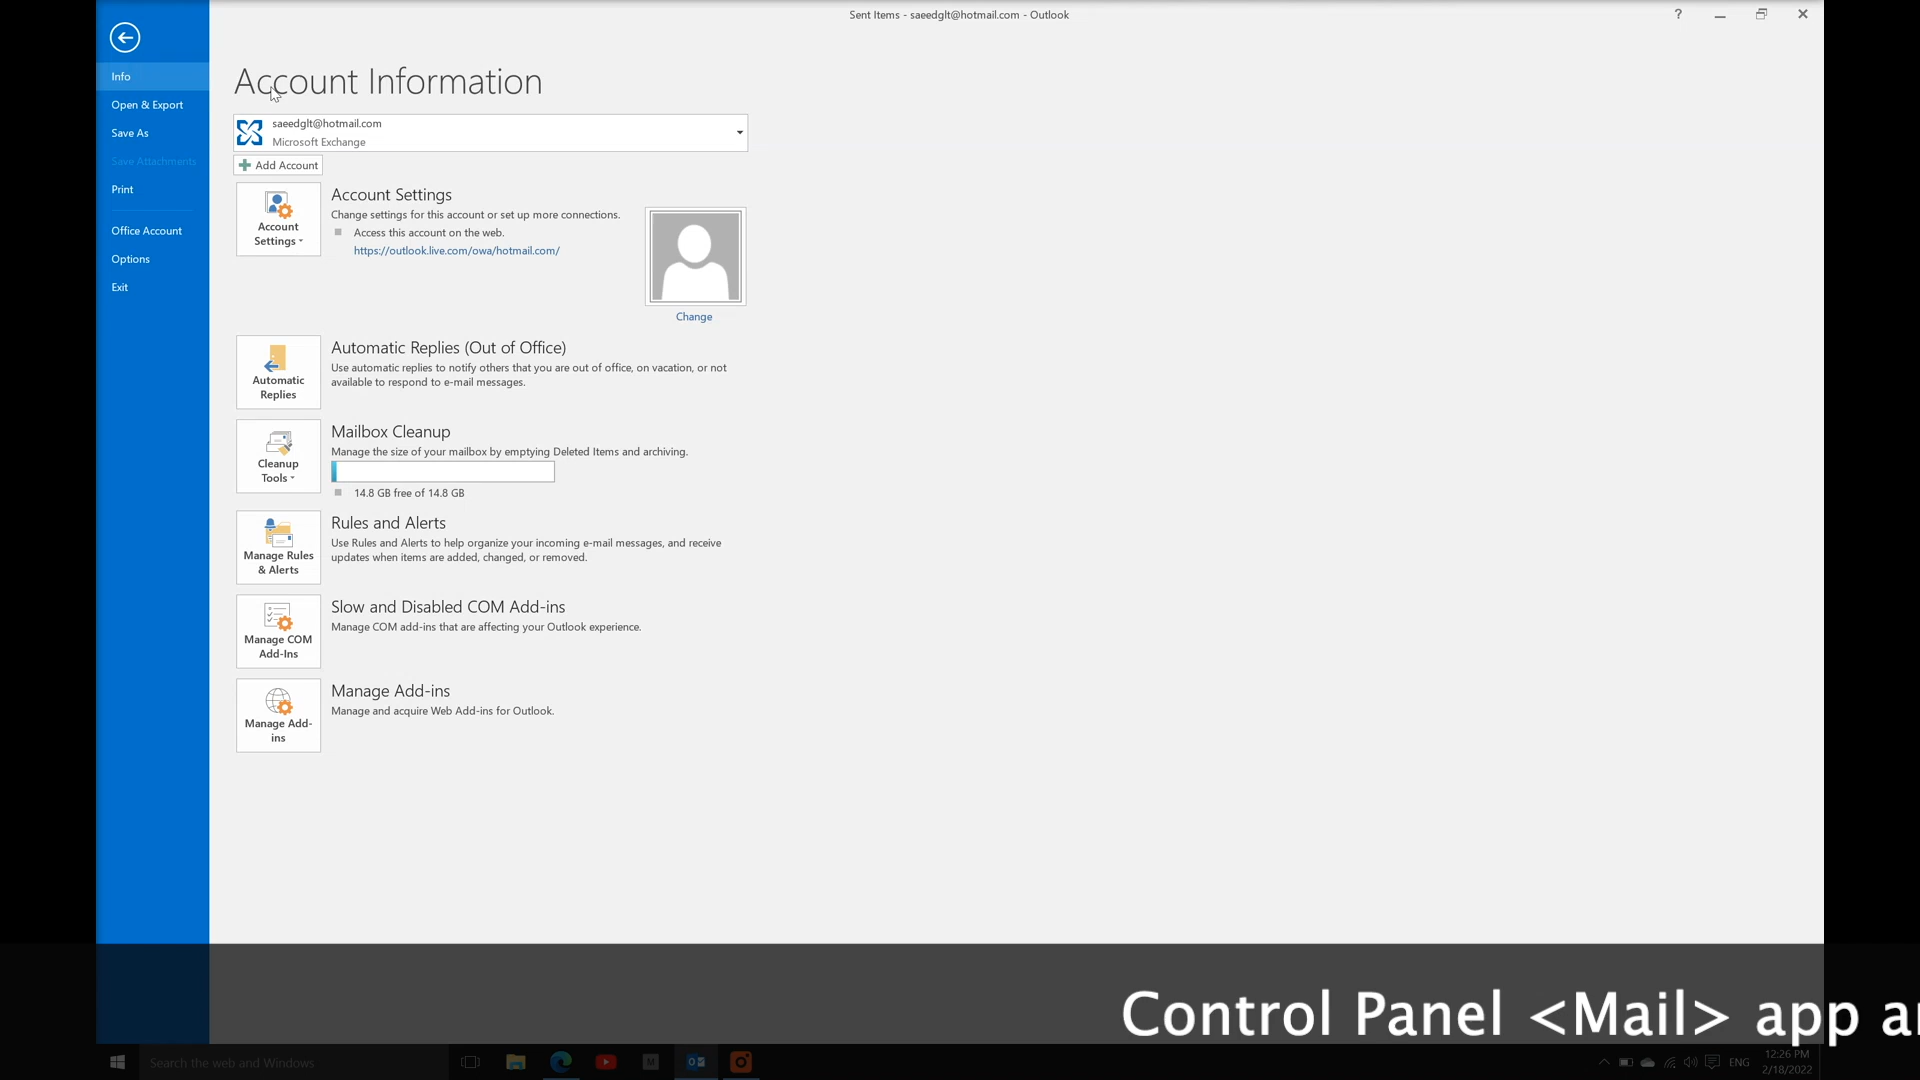 Sent Items - saeedglt@hotmail.com - Outlook
?
Info
Open & Export
Save As
Save Attachments
Print
Office Account
Options
Exit
Account Information
saeedglt@hotmail.com
Microsoft Exchange
Add Account
Account
Settings
Account Settings
Change settings for this account or set up more connections.
Access this account on the web.
https://outlook.live.com/owa/hotmail.com/
Change
Automatic
Replies
Automatic Replies (Out of Office)
Use automatic replies to notify others that you are out of office, on vacation, or not
available to respond to e-mail messages.
Cleanup
Tools
Mailbox Cleanup
Manage the size of your mailbox by emptying Deleted Items and archiving.
14.8 GB free of 14.8 GB
Manage Rules
& Alerts
Rules and Alerts
Use Rules and Alerts to help organize your incoming e-mail messages, and receive
updates when items are added, changed, or removed.
Manage COM
Add-Ins
Slow and Disabled COM Add-ins
Manage COM add-ins that are affecting your Outlook experience.
Manage Add-
ins
Manage Add-ins
Manage and acquire Web Add-ins for Outlook.
Control Panel <Mail> app
Search the web and Windows
ENG
12:26 PM
2/18/2022